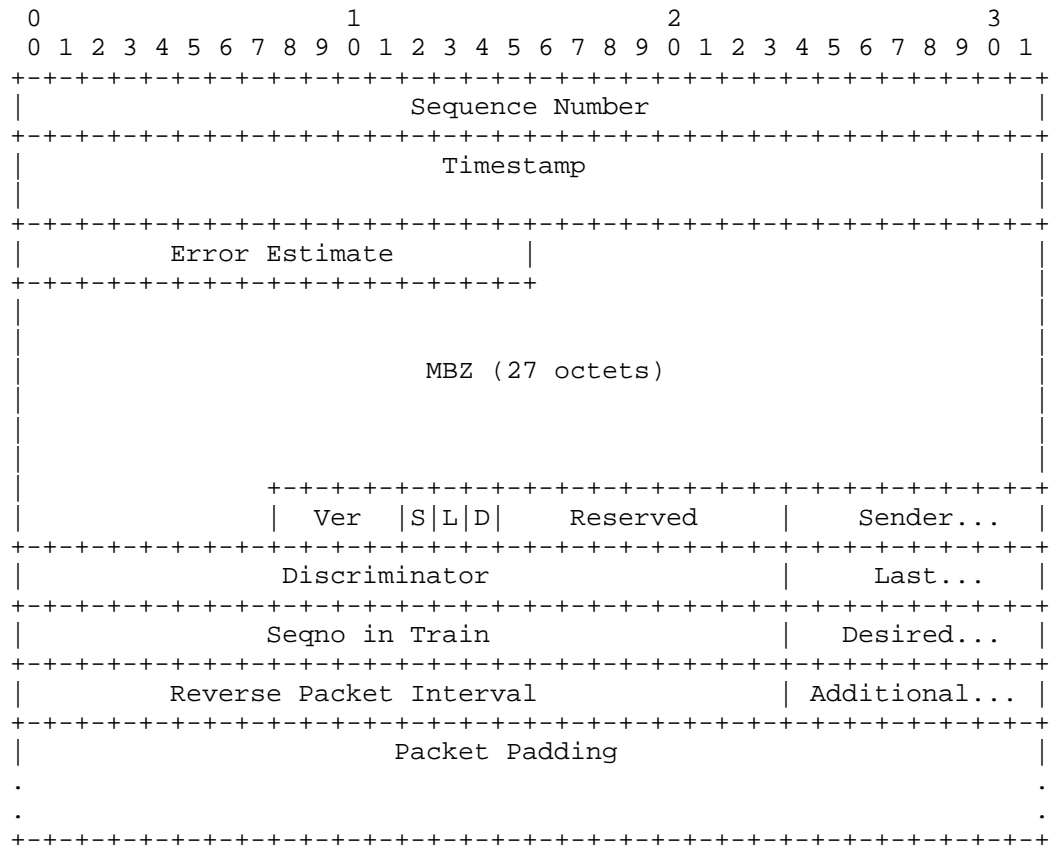 0 1 2 3
0 1 2 3 4 5 6 7 8 9 0 1 2 3 4 5 6 7 8 9 0 1 2 3 4 5 6 7 8 9 0 1
+-+-+-+-+-+-+-+-+-+-+-+-+-+-+-+-+-+-+-+-+-+-+-+-+-+-+-+-+-+-+-+-+
| Sequence Number |
+-+-+-+-+-+-+-+-+-+-+-+-+-+-+-+-+-+-+-+-+-+-+-+-+-+-+-+-+-+-+-+-+
| Timestamp |
| |
+-+-+-+-+-+-+-+-+-+-+-+-+-+-+-+-+-+-+-+-+-+-+-+-+-+-+-+-+-+-+-+-+
| Error Estimate | |
+-+-+-+-+-+-+-+-+-+-+-+-+-+-+-+-+ |
| |
| |
| MBZ (27 octets) |
| |
| |
| |
| +-+-+-+-+-+-+-+-+-+-+-+-+-+-+-+-+-+-+-+-+-+-+-+-+
| | Ver |S|L|D| Reserved | Sender... |
+-+-+-+-+-+-+-+-+-+-+-+-+-+-+-+-+-+-+-+-+-+-+-+-+-+-+-+-+-+-+-+-+
| Discriminator | Last... |
+-+-+-+-+-+-+-+-+-+-+-+-+-+-+-+-+-+-+-+-+-+-+-+-+-+-+-+-+-+-+-+-+
| Seqno in Train | Desired... |
+-+-+-+-+-+-+-+-+-+-+-+-+-+-+-+-+-+-+-+-+-+-+-+-+-+-+-+-+-+-+-+-+
| Reverse Packet Interval | Additional... |
+-+-+-+-+-+-+-+-+-+-+-+-+-+-+-+-+-+-+-+-+-+-+-+-+-+-+-+-+-+-+-+-+
| Packet Padding |
. .
. .
+-+-+-+-+-+-+-+-+-+-+-+-+-+-+-+-+-+-+-+-+-+-+-+-+-+-+-+-+-+-+-+-+